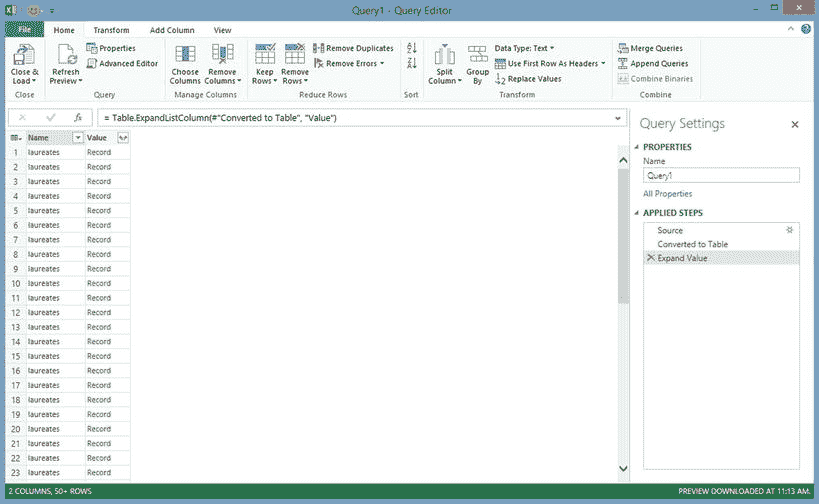 Query1 - Query Editor
File Home Transform Add Column View
Close & Load
Refresh Preview
Properties
Advanced Editor
Choose Columns
Remove Columns
Keep Rows
Remove Rows
Remove Duplicates
Remove Errors
Split Column
Group By
Data Type: Text
Use First Row As Headers
Replace Values
Merge Queries
Append Queries
Combine Binaries
Close Query Manage Columns Reduce Rows Sort Transform Combine
= Table.ExpandListColumn(#"Converted to Table", "Value")
Name Value
1 laureates Record
2 laureates Record
3 laureates Record
4 laureates Record
5 laureates Record
6 laureates Record
7 laureates Record
8 laureates Record
9 laureates Record
10 laureates Record
11 laureates Record
12 laureates Record
13 laureates Record
14 laureates Record
15 laureates Record
16 laureates Record
17 laureates Record
18 laureates Record
19 laureates Record
20 laureates Record
21 laureates Record
22 laureates Record
23 laureates Record
Query Settings
PROPERTIES
Name
Query1
All Properties
APPLIED STEPS
Source
Converted to Table
Expand Value
2 COLUMNS, 50+ ROWS
PREVIEW DOWNLOADED AT 11:13 AM.